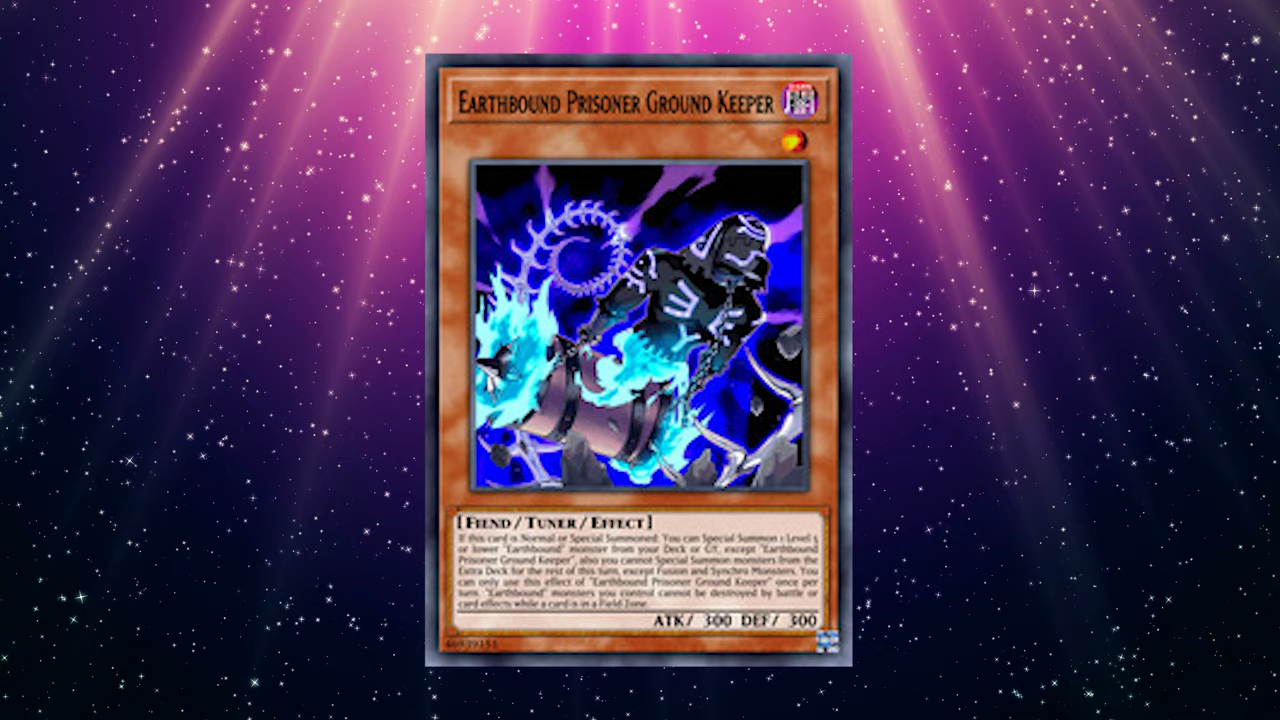 EARTHBOUND PRISONER GROUND KEEPER
[FIEND / TUNER / EFFECT]
If this card is Normal or Special Summoned: You can Special Summon 1 Level 5
or lower "Earthbound" monster from your Deck or GY, except "Earthbound
Prisoner Ground Keeper", also you cannot Special Summon monsters from the
Extra Deck for the rest of this turn, except Fusion and Synchro Monsters. You
can only use this effect of "Earthbound Prisoner Ground Keeper" once per
turn. "Earthbound" monsters you control cannot be destroyed by battle or
card effects while a card is in a Field Zone.
ATK/ 300 DEF/ 300